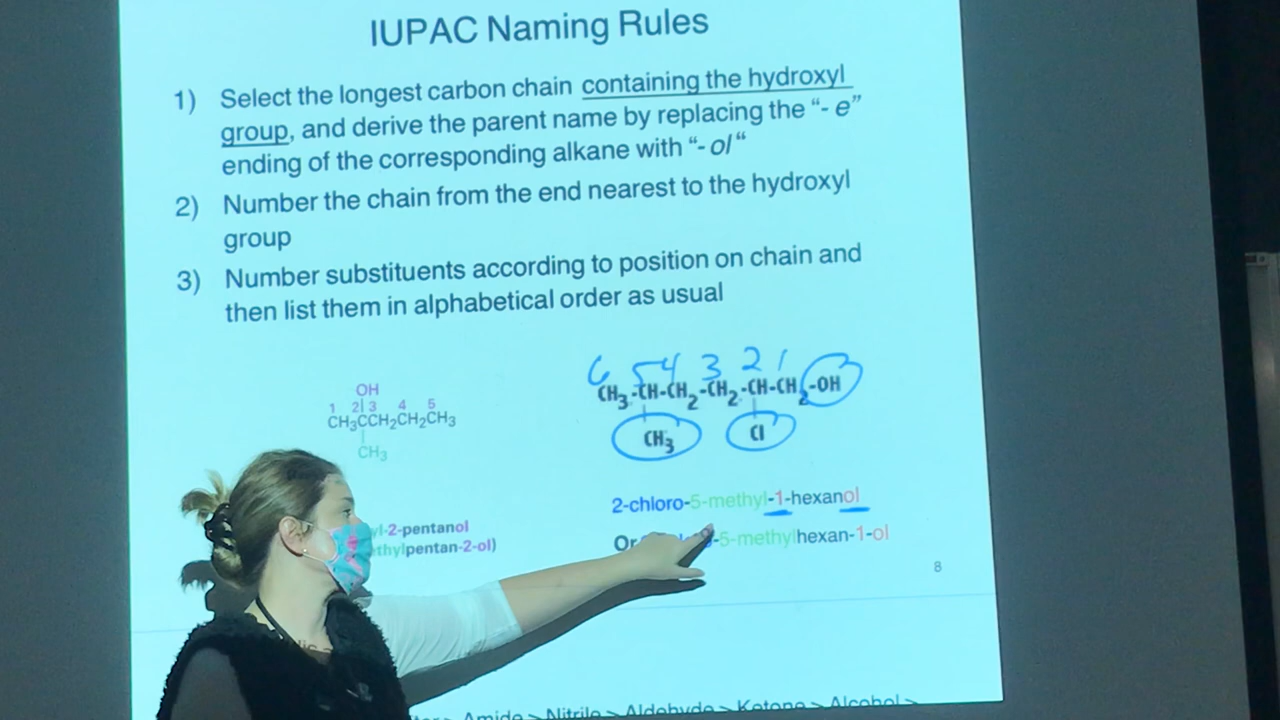 IUPAC Naming Rules
1) Select the longest carbon chain containing the hydroxyl
group, and derive the parent name by replacing the “- e”
ending of the corresponding alkane with “- ol “
2) Number the chain from the end nearest to the hydroxyl
group
3) Number substituents according to position on chain and
then list them in alphabetical order as usual
OH
1 2 3 4 5
CH3CCH2CH2CH3
CH3
yl-2-pentanol
thylpentan-2-ol)
6 5 4 3 2 1
CH3-CH-CH2-CH2-CH-CH2-OH
CH3 Cl
2-chloro-5-methyl-1-hexanol
Or -5-methylhexan-1-ol
8
Amide > Nitrile > Aldehyde > Ketone > Alcohol >